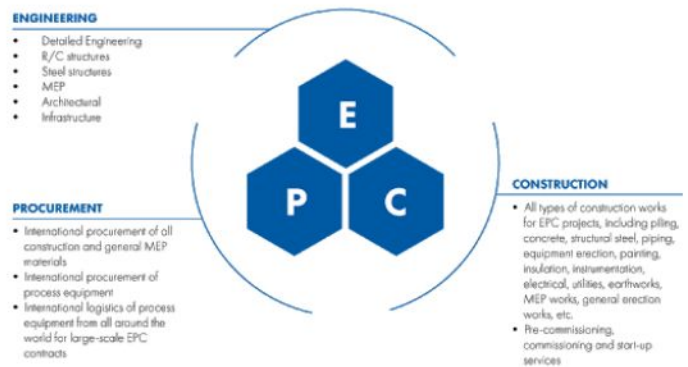 ENGINEERING
• Detailed Engineering
• R/C structures
• Steel structures
• MEP
• Architectural
• Infrastructure
E
P C
PROCUREMENT
• International procurement of all
construction and general MEP
materials
• International procurement of
process equipment
• International logistics of process
equipment from all around the
world for large-scale EPC
contracts
CONSTRUCTION
• All types of construction works
for EPC projects, including piling,
concrete, structural steel, piping,
equipment erection, painting,
insulation, instrumentation,
electrical, utilities, earthworks,
MEP works, general erection
works, etc.
• Pre-commissioning,
commissioning and start-up
services